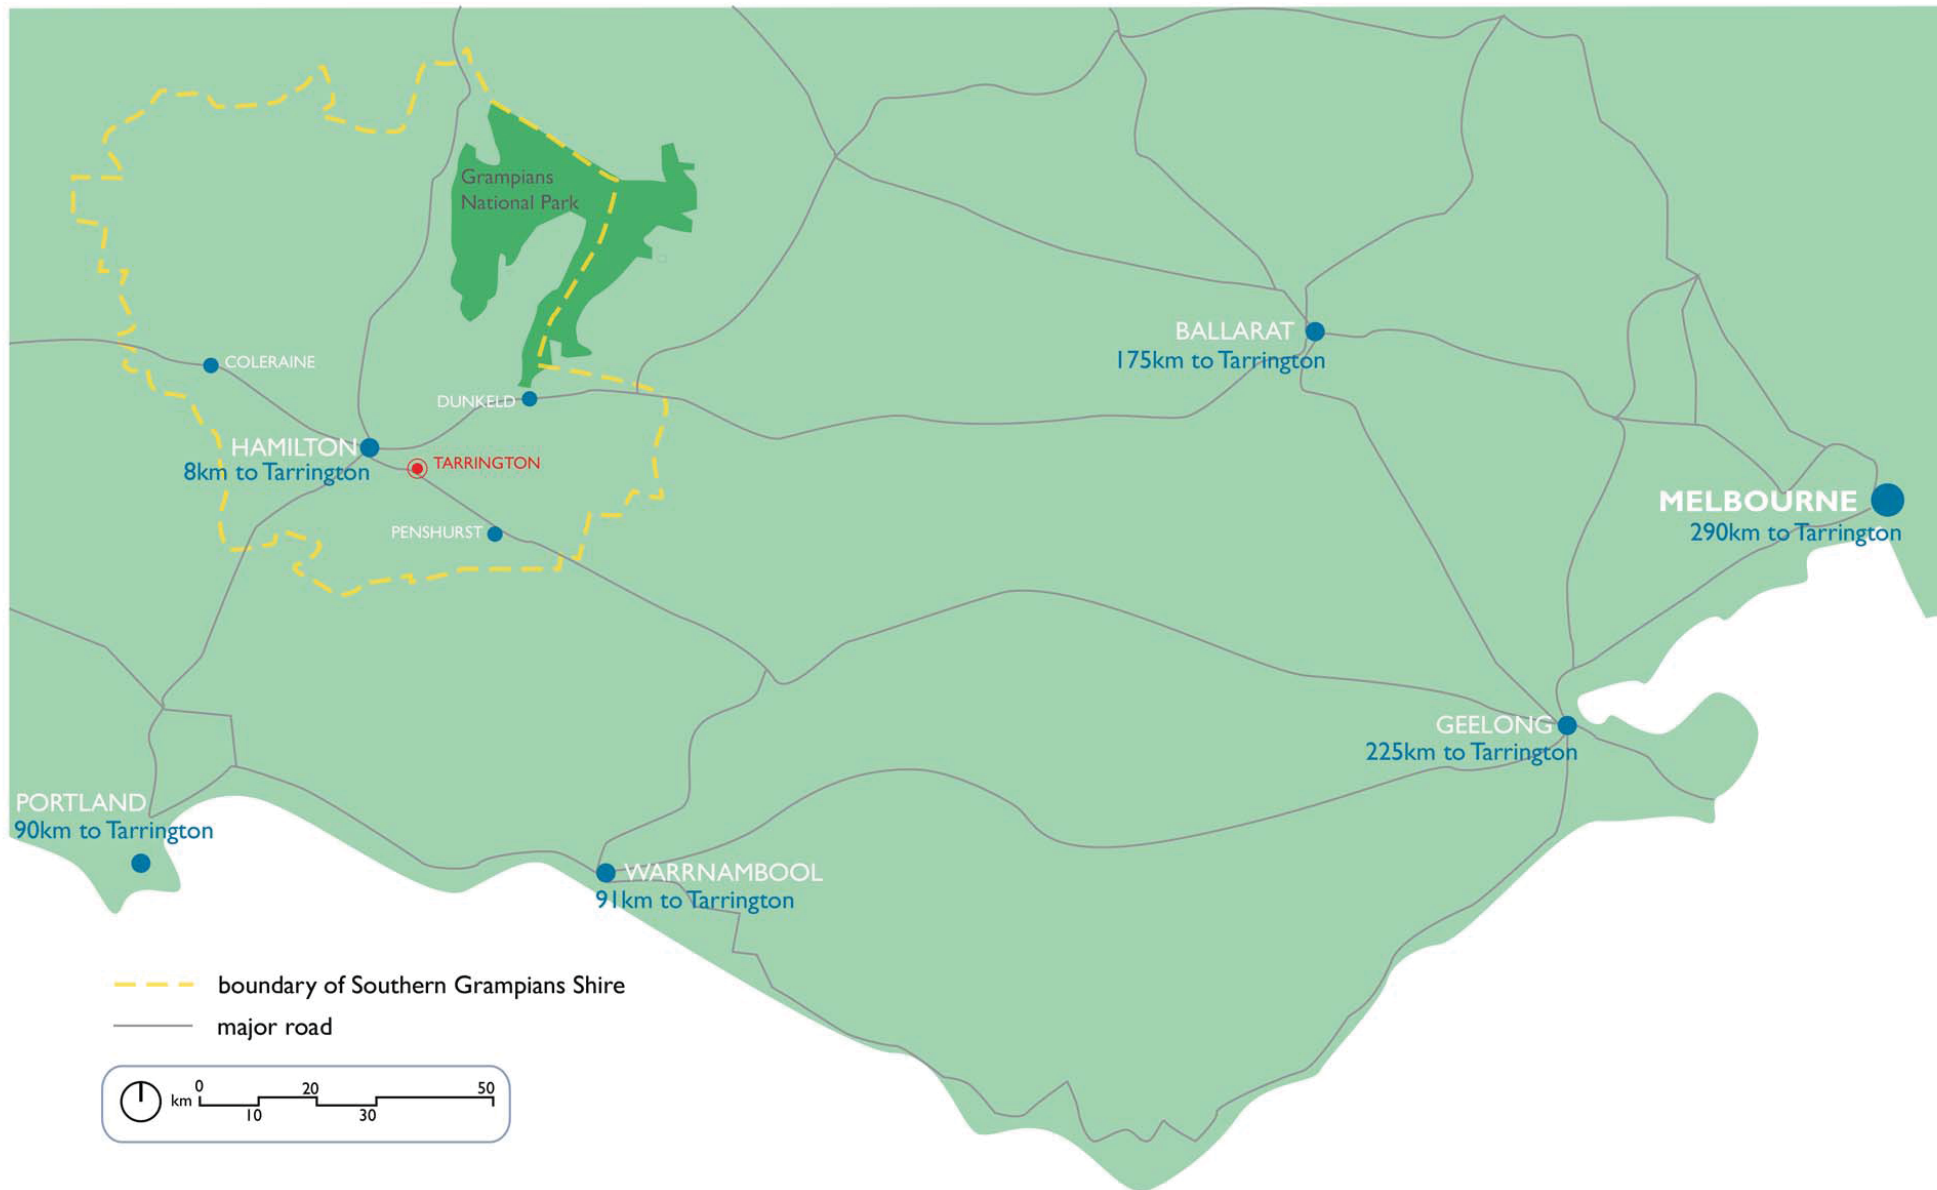 Grampians
National Park
COLERAINE
BALLARAT
175km to Tarrington
DUNKELD
HAMILTON
8km to Tarrington
TARRINGTON
MELBOURNE
290km to Tarrington
PENSHURST
GEELONG
225km to Tarrington
PORTLAND
90km to Tarrington
WARRNAMBOOL
91km to Tarrington
boundary of Southern Grampians Shire
major road
km 0 10 20 30 50